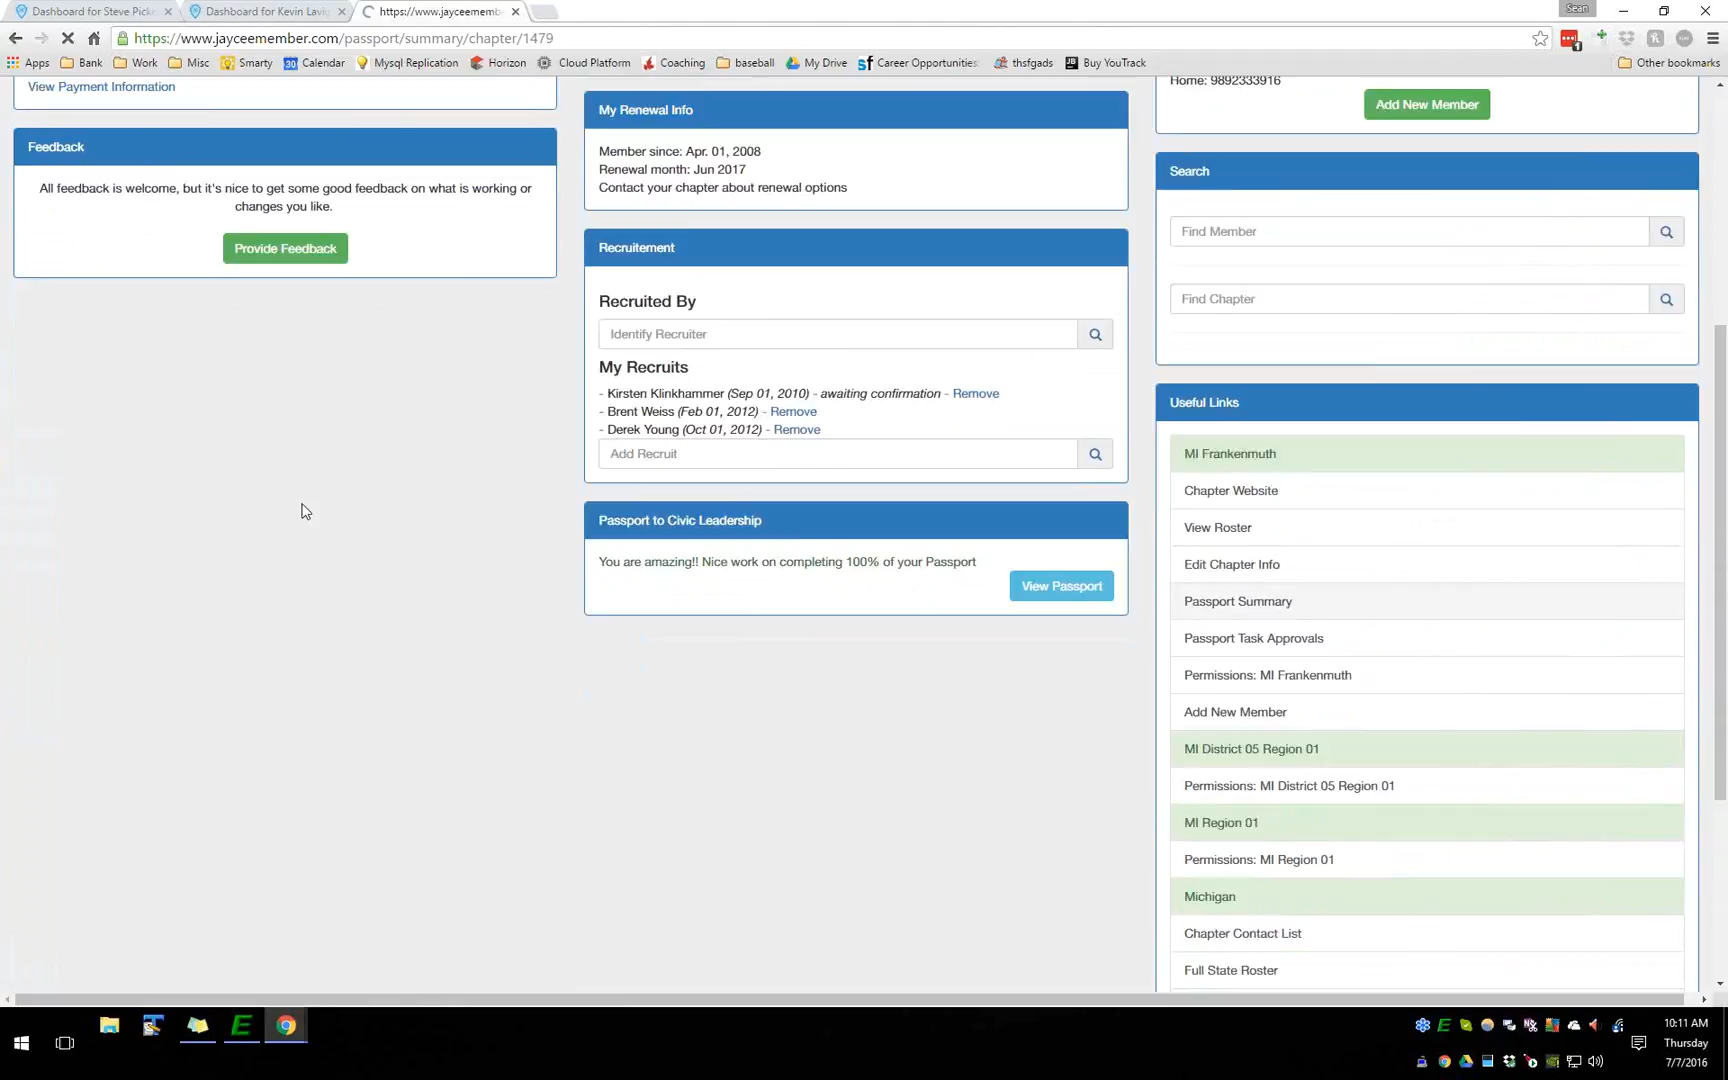 Dashboard for Steve Picke
Dashboard for Kevin Lavig
https://www.jayceememb
Sean
https://www.jayceemember.com/passport/summary/chapter/1479
Apps
Bank
Work
Misc
Smarty
Calendar
Mysql Replication
Horizon
Cloud Platform
Coaching
baseball
My Drive
Career Opportunities:
thsfgads
Buy YouTrack
Other bookmarks
View Payment Information
Feedback
All feedback is welcome, but it's nice to get some good feedback on what is working or
changes you like.
Provide Feedback
My Renewal Info
Member since: Apr. 01, 2008
Renewal month: Jun 2017
Contact your chapter about renewal options
Recruitement
Recruited By
Identify Recruiter
My Recruits
- Kirsten Klinkhammer (Sep 01, 2010) - awaiting confirmation - Remove
- Brent Weiss (Feb 01, 2012) - Remove
- Derek Young (Oct 01, 2012) - Remove
Add Recruit
Passport to Civic Leadership
You are amazing!! Nice work on completing 100% of your Passport
View Passport
Home: 9892333916
Add New Member
Search
Find Member
Find Chapter
Useful Links
MI Frankenmuth
Chapter Website
View Roster
Edit Chapter Info
Passport Summary
Passport Task Approvals
Permissions: MI Frankenmuth
Add New Member
MI District 05 Region 01
Permissions: MI District 05 Region 01
MI Region 01
Permissions: MI Region 01
Michigan
Chapter Contact List
Full State Roster
10:11 AM
Thursday
7/7/2016